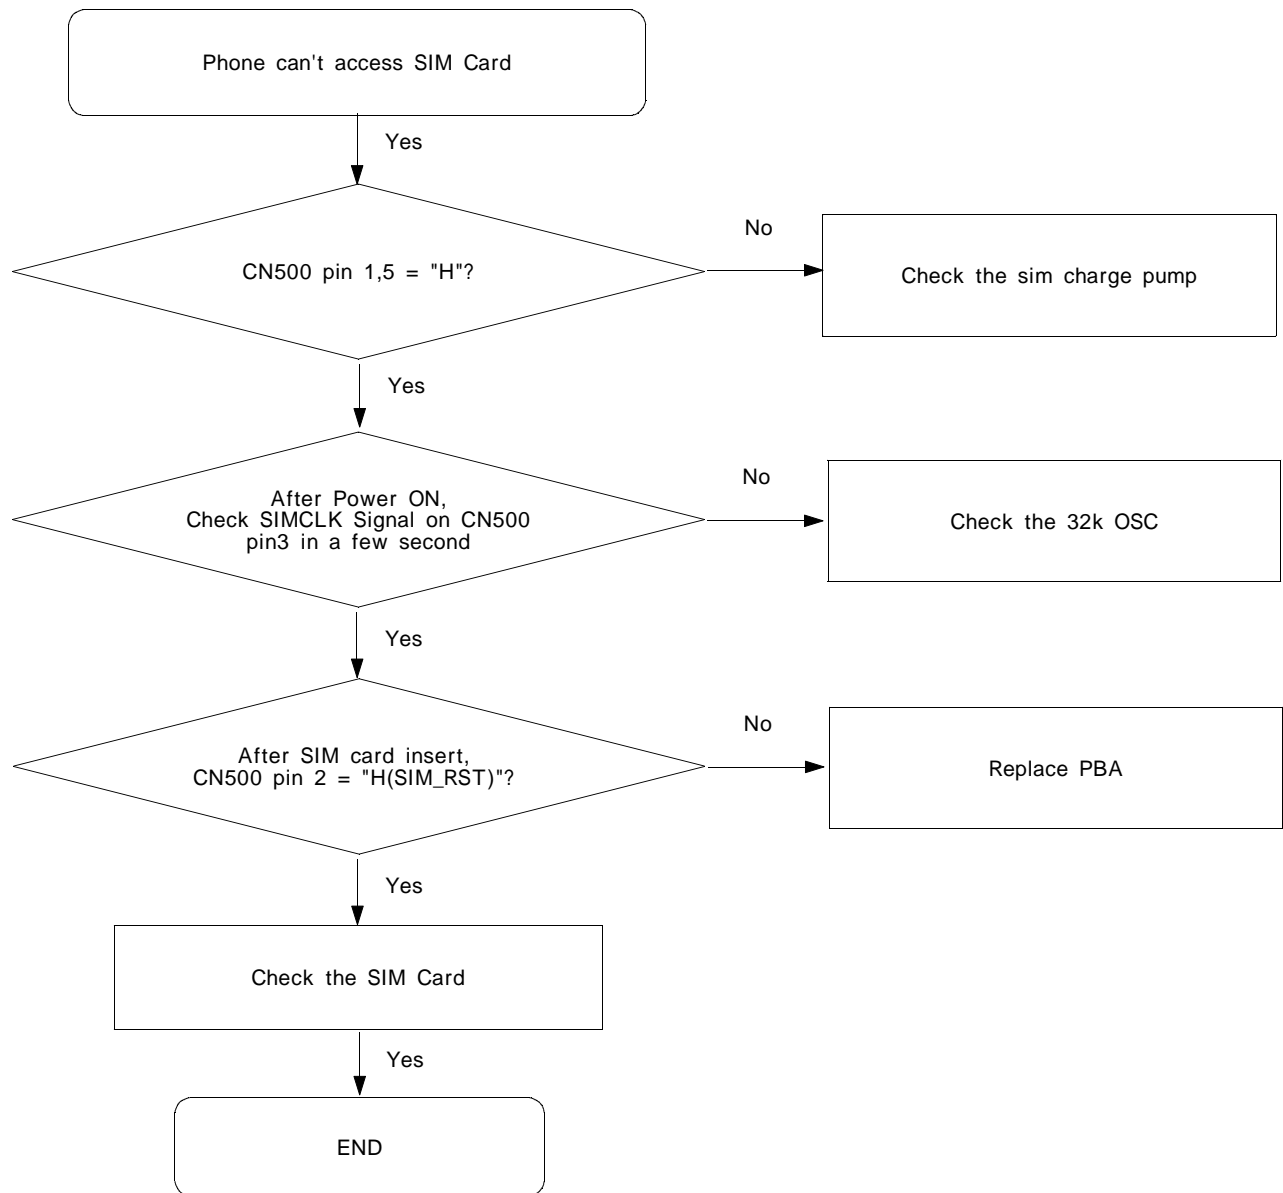 Phone can't access SIM Card
Yes
CN500 pin 1,5 = "H"?
No
Check the sim charge pump
Yes
After Power ON,
Check SIMCLK Signal on CN500
pin3 in a few second
No
Check the 32k OSC
Yes
After SIM card insert,
CN500 pin 2 = "H(SIM_RST)"?
No
Replace PBA
Yes
Check the SIM Card
Yes
END